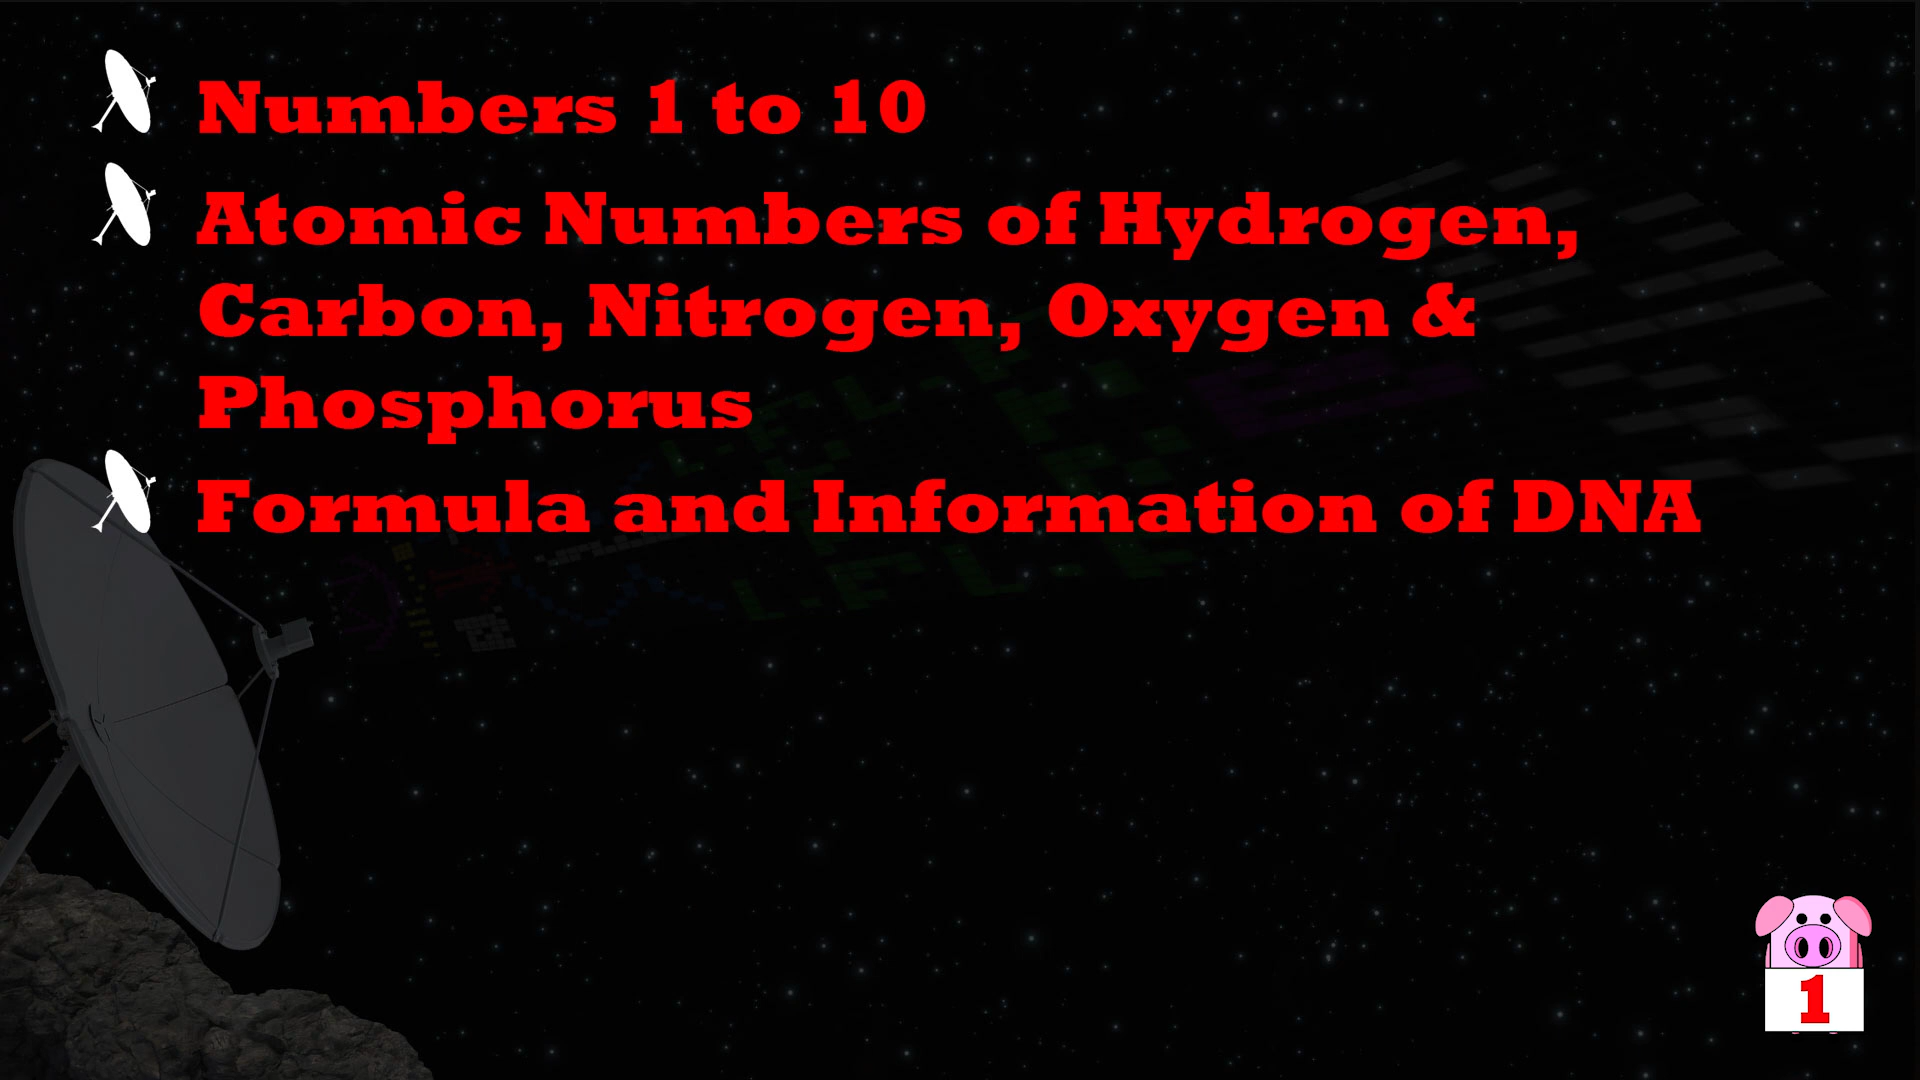 Numbers 1 to 10
Atomic Numbers of Hydrogen,
Carbon, Nitrogen, Oxygen &
Phosphorus
Formula and Information of DNA
1